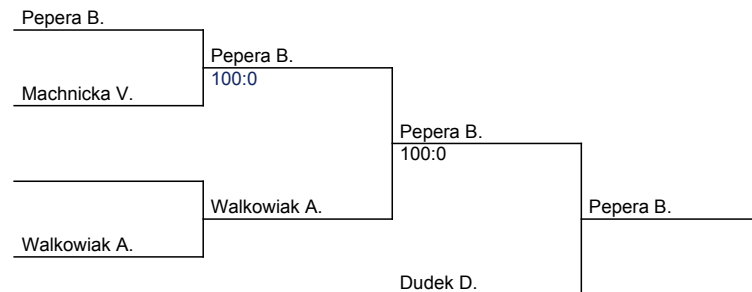 Pepera B.
Pepera B.
100:0
Machnicka V.
Pepera B.
100:0
Walkowiak A.
Pepera B.
Walkowiak A.
Dudek D.